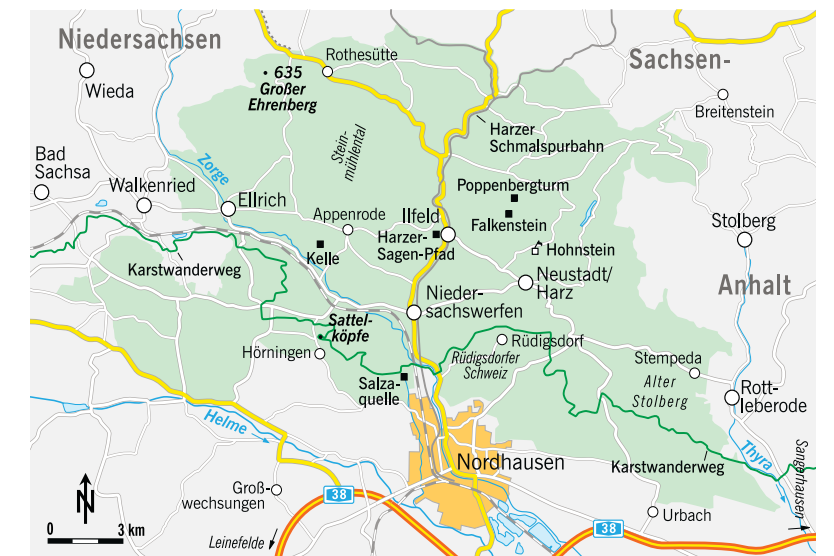 Niedersachsen
Sachsen-
Rothesütte
• 635
Großer
Ehrenberg
Wieda
Breitenstein
Harzer
Schmalspurbahn
Stein-
mühlental
Bad
Sachsa
Zorge
Walkenried
Ellrich
Poppenbergturm
Appenrode
Ilfeld
Falkenstein
Stolberg
Harzer-
Sagen-Pfad
Hohnstein
Kelle
Karstwanderweg
Neustadt/
Harz
Anhalt
Nieder-
sachswerfen
Sattel-
köpfe
Hörningen
Rüdigsdorf
Rüdigsdorfer
Schweiz
Stempeda
Alter
Stolberg
Salza-
quelle
Rott-
leberode
Helme
Nordhausen
Karstwanderweg
Thyra
Sangerhausen
Groß-
wechsungen
38
N
0 3 km
Leinefelde
38
Urbach